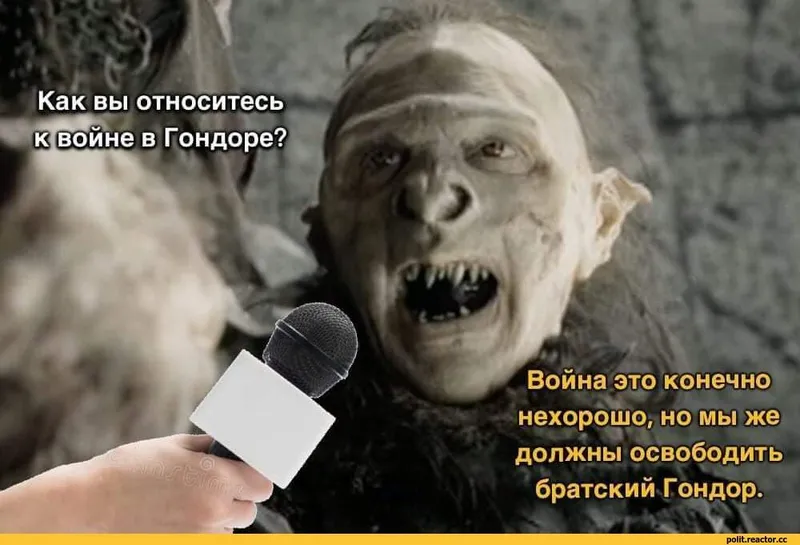 Как вы относитесь
к войне в Гондоре?
Война это конечно
нехорошо, но мы же
должны освободить
братский Гондор.
polit.reactor.cc